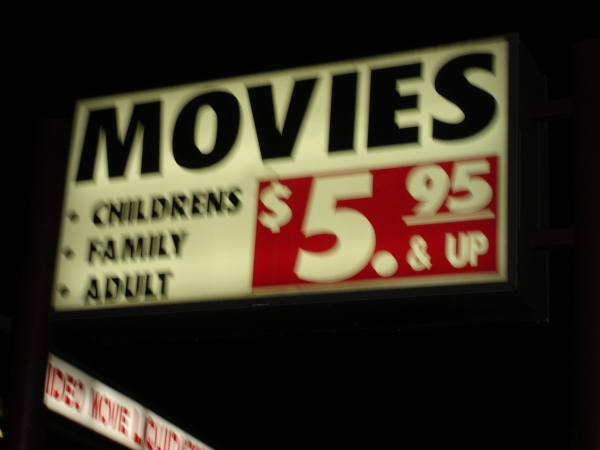 MOVIES
• CHILDRENS
• FAMILY
• ADULT
$5.95
& UP
VIDEO MOVIE